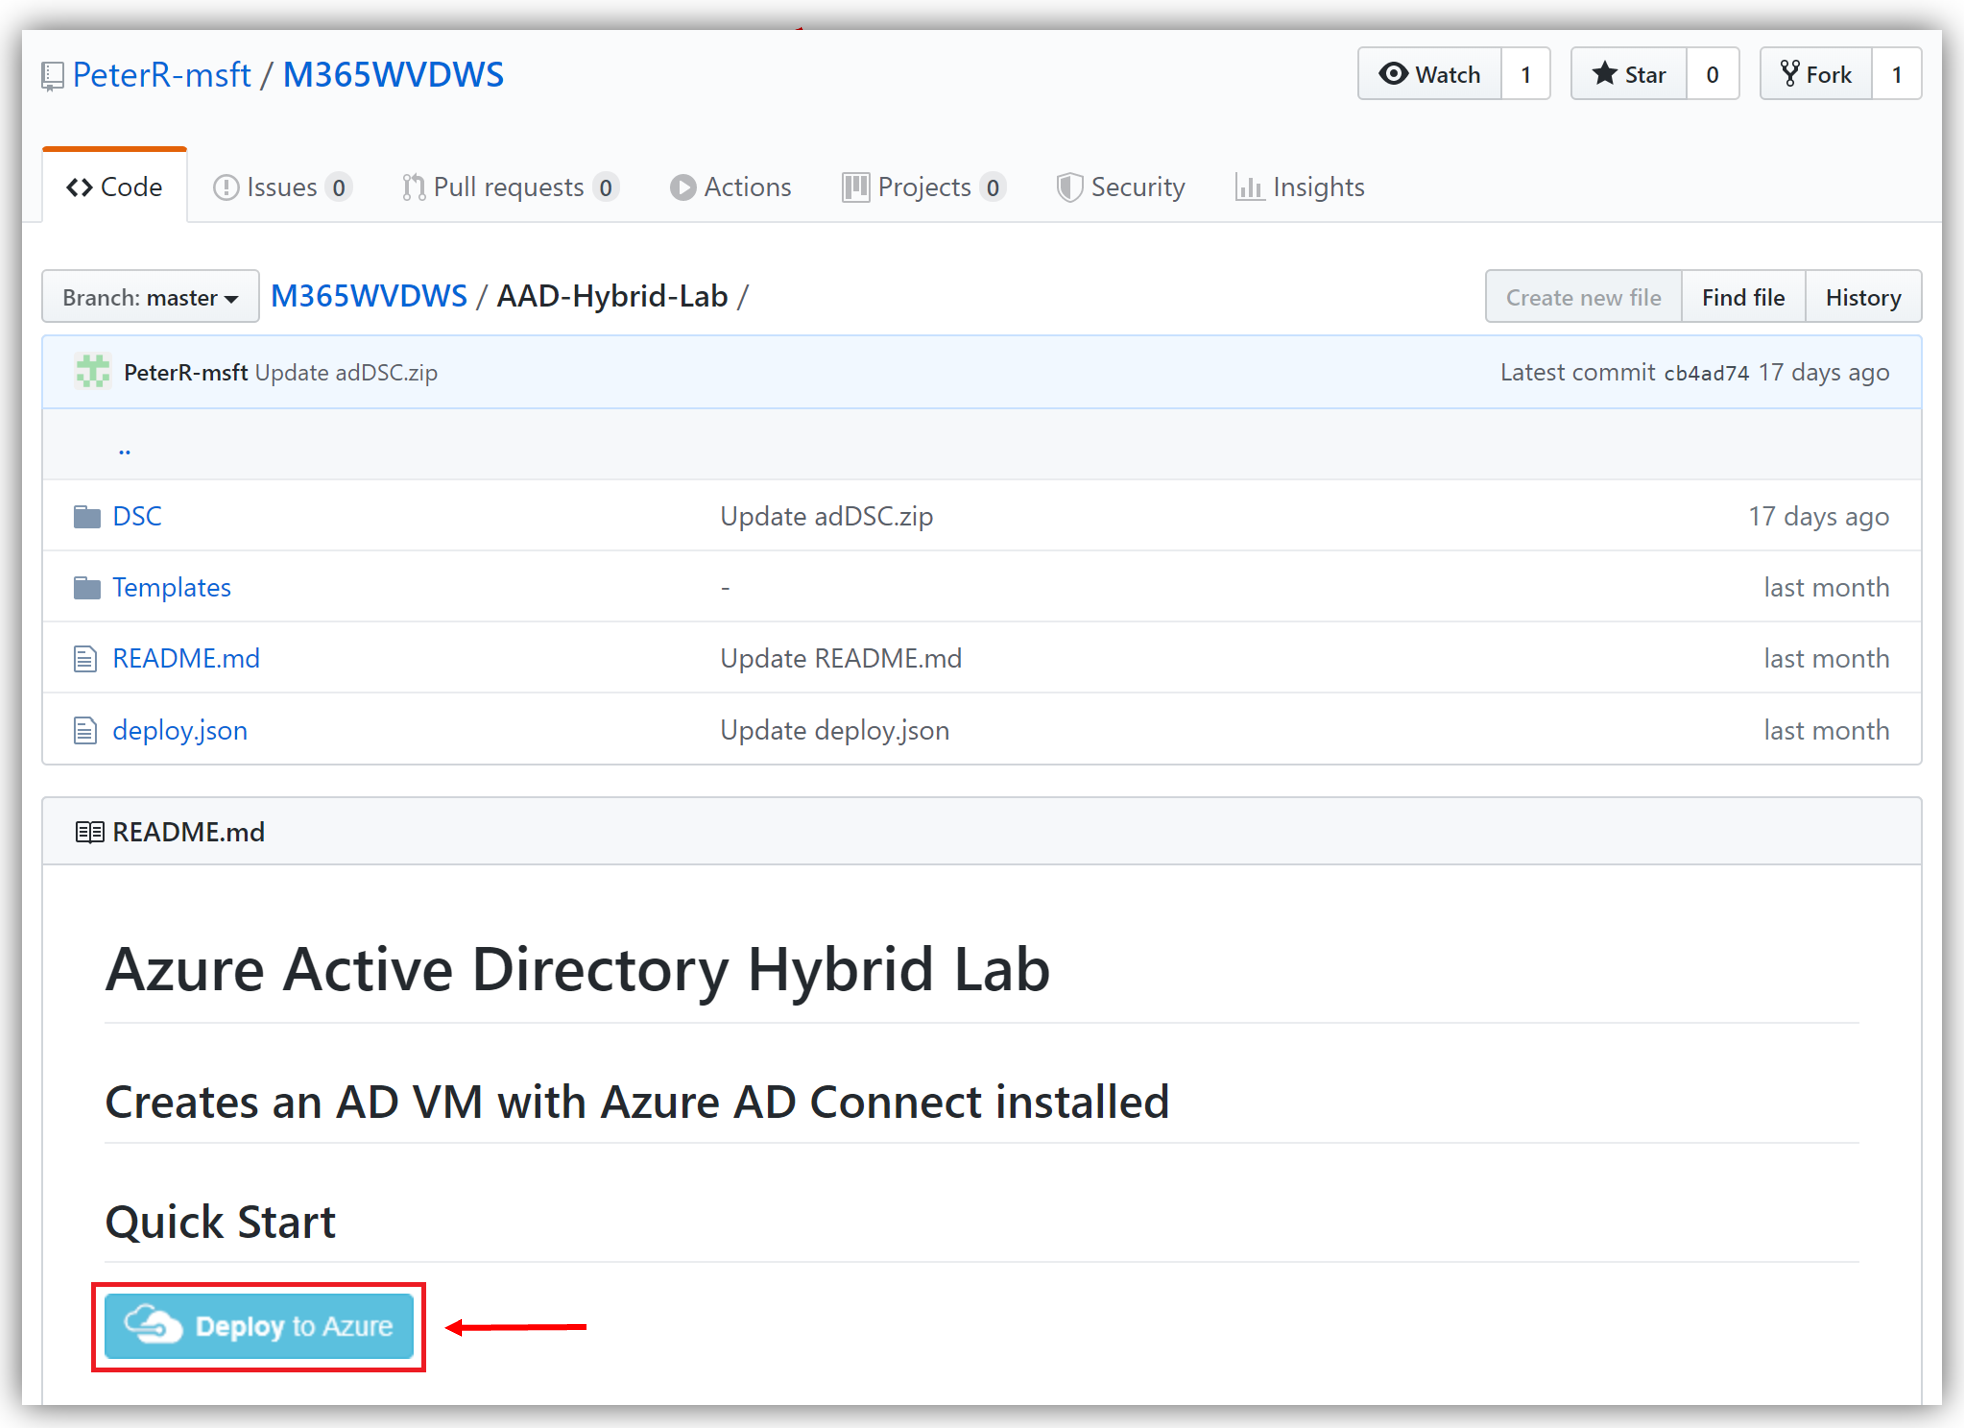 PeterR-msft / M365WVDWS
Watch 1 Star 0 Fork 1
Code Issues 0 Pull requests 0 Actions Projects 0 Security Insights
Branch: master M365WVDWS / AAD-Hybrid-Lab /
Create new file Find file History
PeterR-msft Update adDSC.zip Latest commit cb4ad74 17 days ago
..
DSC Update adDSC.zip 17 days ago
Templates - last month
README.md Update README.md last month
deploy.json Update deploy.json last month
README.md
Azure Active Directory Hybrid Lab
Creates an AD VM with Azure AD Connect installed
Quick Start
Deploy to Azure